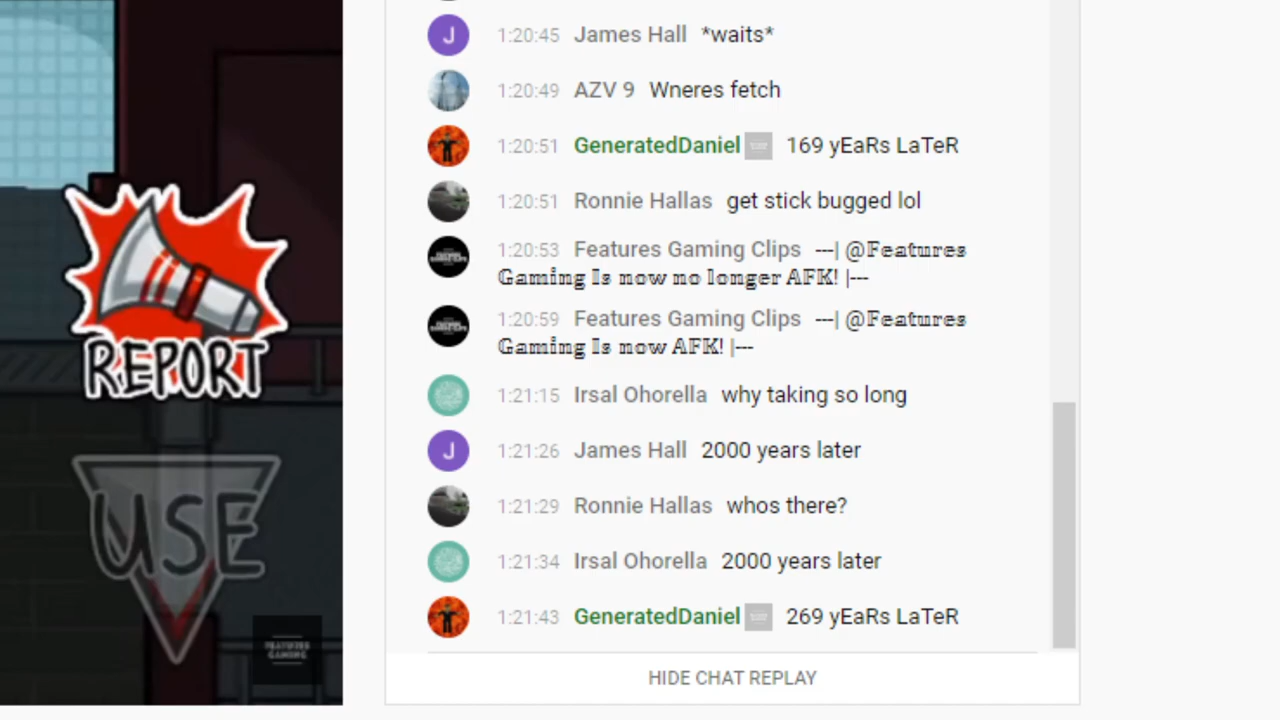 1:20:45 James Hall *waits*
1:20:49 AZV 9 Wneres fetch
1:20:51 GeneratedDaniel 169 yEaRs LaTeR
1:20:51 Ronnie Hallas get stick bugged lol
1:20:53 Features Gaming Clips ---| @𝔽𝕖𝕒𝕥𝕦𝕣𝕖𝕤
𝔾𝕒𝕞𝕚𝕟𝕘 𝕀𝕤 𝕟𝕠𝕨 𝕟𝕠 𝕝𝕠𝕟𝕘𝕖𝕣 𝔸𝔽𝕂! |---
1:20:59 Features Gaming Clips ---| @𝔽𝕖𝕒𝕥𝕦𝕣𝕖𝕤
𝔾𝕒𝕞𝕚𝕟𝕘 𝕀𝕤 𝕟𝕠𝕨 𝔸𝔽𝕂! |---
1:21:15 Irsal Ohorella why taking so long
1:21:26 James Hall 2000 years later
1:21:29 Ronnie Hallas whos there?
1:21:34 Irsal Ohorella 2000 years later
1:21:43 GeneratedDaniel 269 yEaRs LaTeR
HIDE CHAT REPLAY
REPORT
USE
FEATURES
GAMING
J
J